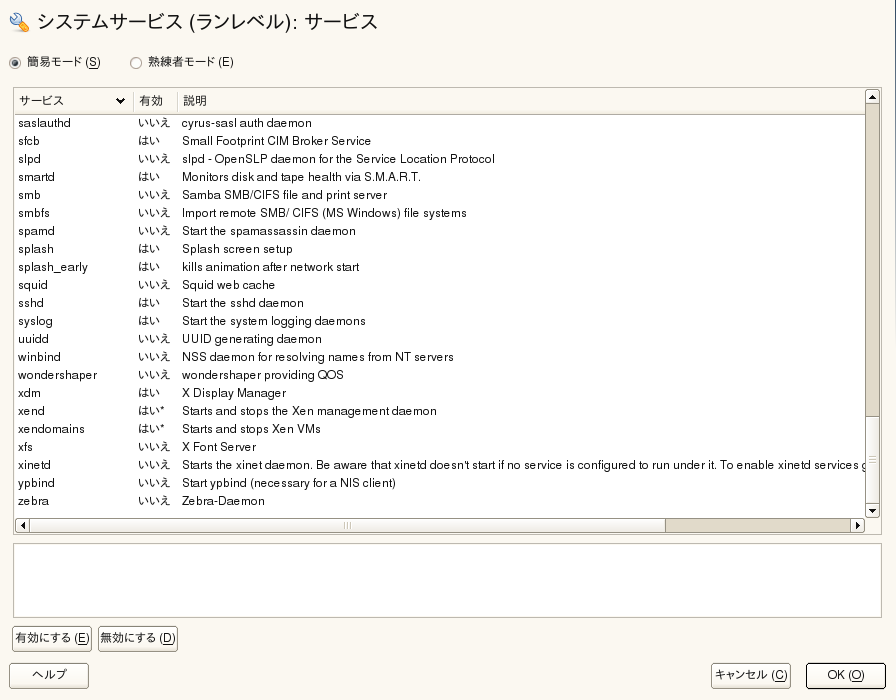 システムサービス (ランレベル): サービス
簡易モード (S) 熟練者モード (E)
サービス 有効 説明
saslauthd いいえ cyrus-sasl auth daemon
sfcb はい Small Footprint CIM Broker Service
slpd いいえ slpd - OpenSLP daemon for the Service Location Protocol
smartd はい Monitors disk and tape health via S.M.A.R.T.
smb いいえ Samba SMB/CIFS file and print server
smbfs いいえ Import remote SMB/ CIFS (MS Windows) file systems
spamd いいえ Start the spamassassin daemon
splash はい Splash screen setup
splash_early はい kills animation after network start
squid いいえ Squid web cache
sshd はい Start the sshd daemon
syslog はい Start the system logging daemons
uuidd いいえ UUID generating daemon
winbind いいえ NSS daemon for resolving names from NT servers
wondershaper いいえ wondershaper providing QOS
xdm はい X Display Manager
xend はい* Starts and stops the Xen management daemon
xendomains はい* Starts and stops Xen VMs
xfs いいえ X Font Server
xinetd いいえ Starts the xinet daemon. Be aware that xinetd doesn't start if no service is configured to run under it. To enable xinetd services
ypbind いいえ Start ypbind (necessary for a NIS client)
zebra いいえ Zebra-Daemon
有効にする (E) 無効にする (D)
ヘルプ キャンセル (C) OK (O)